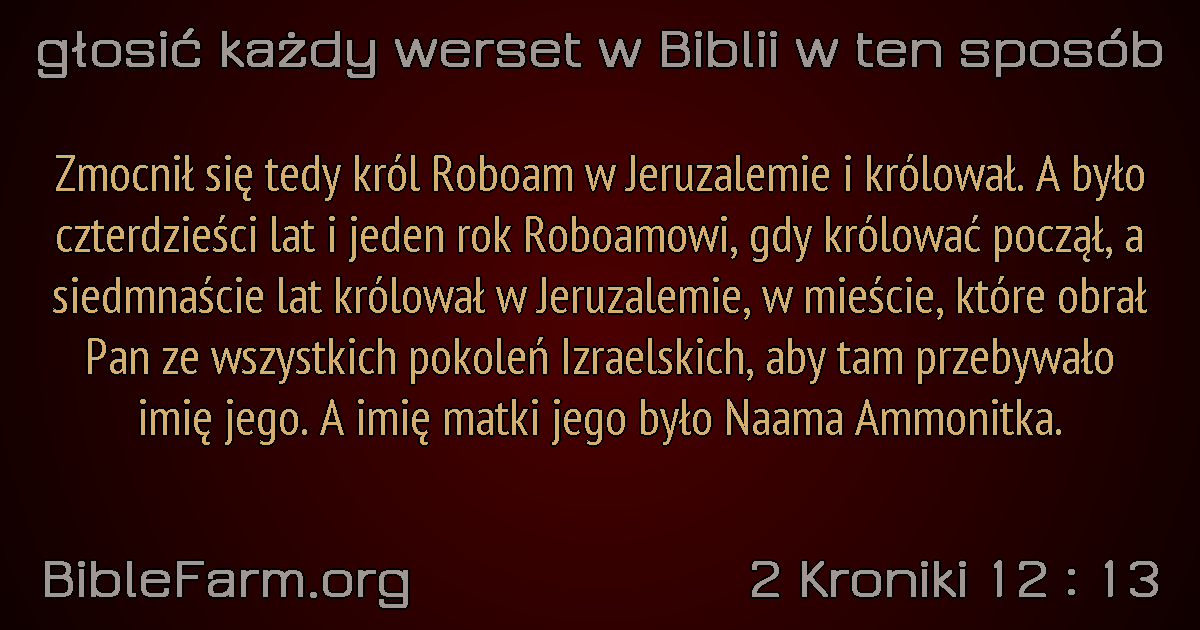 głosić każdy werset w Biblii w ten sposób
Zmocnił się tedy król Roboam w Jeruzalemie i królował. A było
czterdzieści lat i jeden rok Roboamowi, gdy królować począł, a
siedmnaście lat królował w Jeruzalemie, w mieście, które obrał
Pan ze wszystkich pokoleń Izraelskich, aby tam przebywało
imię jego. A imię matki jego było Naama Ammonitka.
BibleFarm.org
2 Kroniki 12 : 13